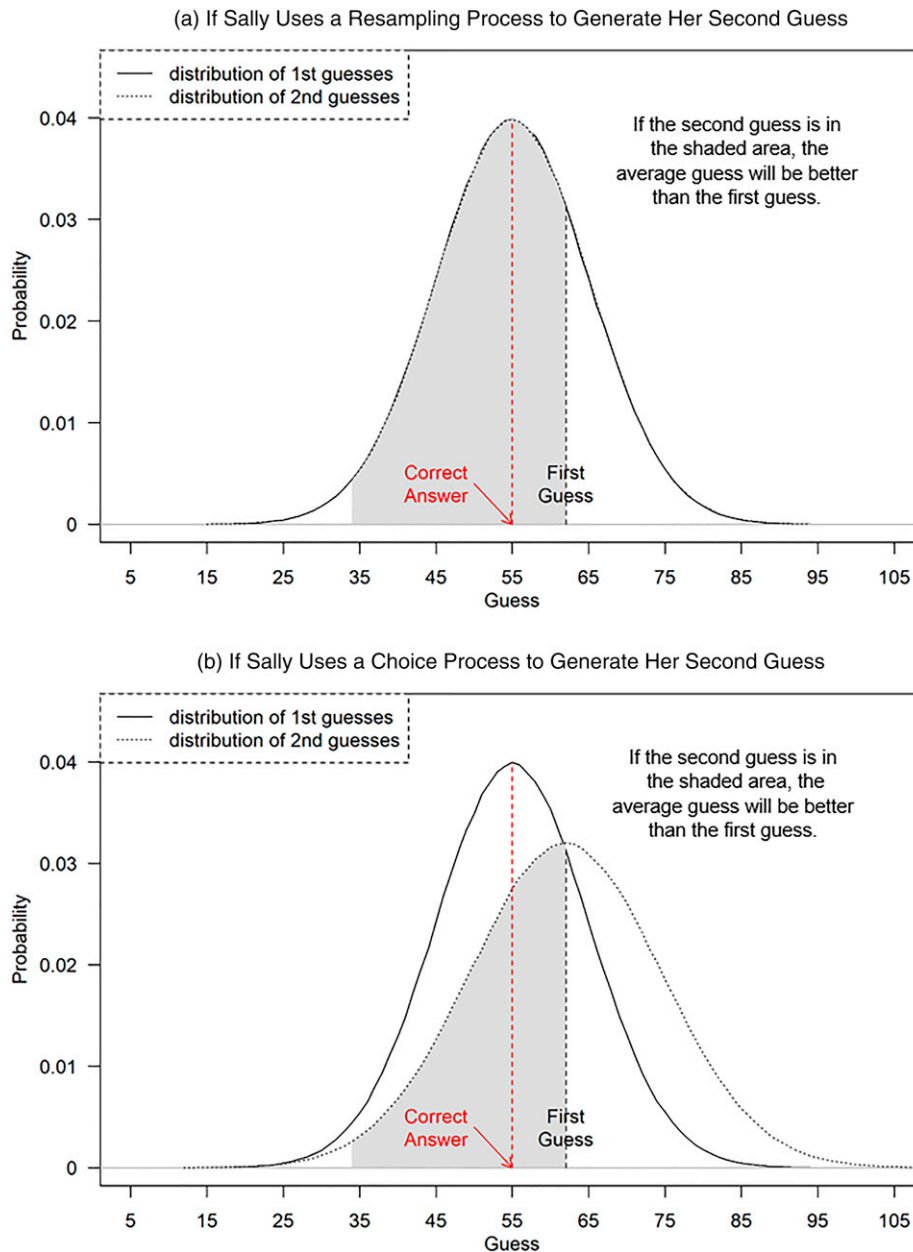 (a) If Sally Uses a Resampling Process to Generate Her Second Guess
distribution of 1st guesses
distribution of 2nd guesses
If the second guess is in
the shaded area, the
average guess will be better
than the first guess.
0.04
0.03
0.02
0.01
0
Probability
Correct
Answer
First
Guess
5 15 25 35 45 55 65 75 85 95 105
Guess
(b) If Sally Uses a Choice Process to Generate Her Second Guess
distribution of 1st guesses
distribution of 2nd guesses
If the second guess is in
the shaded area, the
average guess will be better
than the first guess.
0.04
0.03
0.02
0.01
0
Probability
Correct
Answer
First
Guess
5 15 25 35 45 55 65 75 85 95 105
Guess